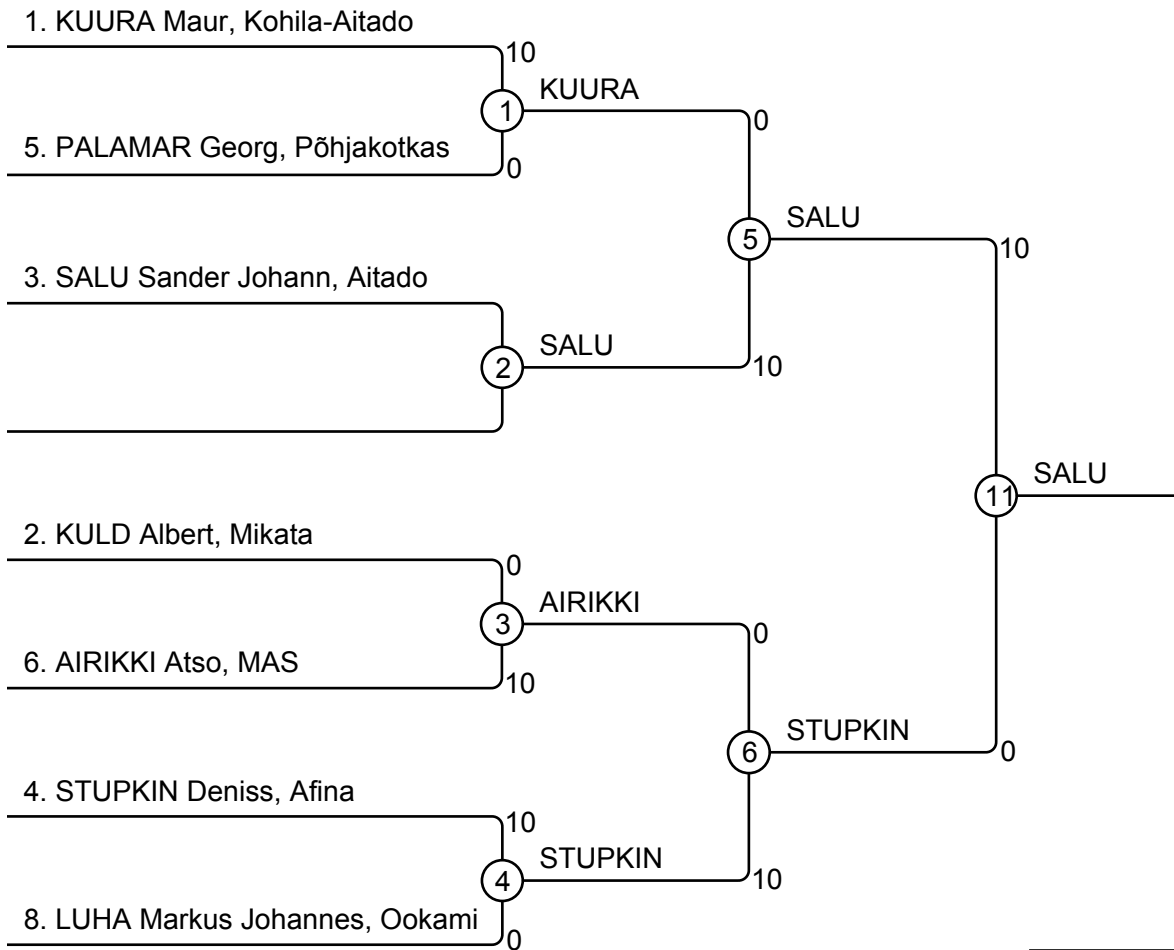 1. KUURA Maur, Kohila-Aitado
10
KUURA
1
0
5. PALAMAR Georg, Põhjakotkas
0
SALU
5
10
3. SALU Sander Johann, Aitado
SALU
2
10
SALU
11
2. KULD Albert, Mikata
0
AIRIKKI
3
0
6. AIRIKKI Atso, MAS
10
STUPKIN
6
0
4. STUPKIN Deniss, Afina
10
STUPKIN
4
10
8. LUHA Markus Johannes, Ookami
0